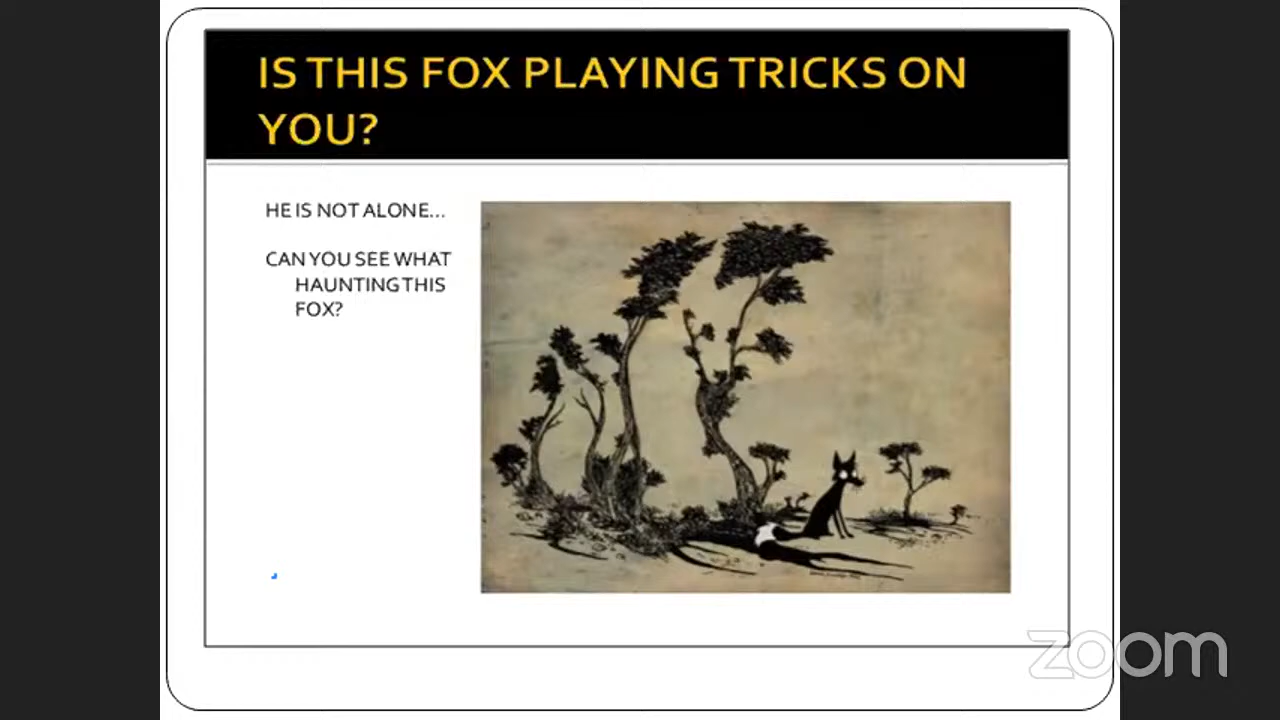 IS THIS FOX PLAYING TRICKS ON
YOU?
HE IS NOT ALONE...
CAN YOU SEE WHAT
HAUNTING THIS
FOX?
zoom